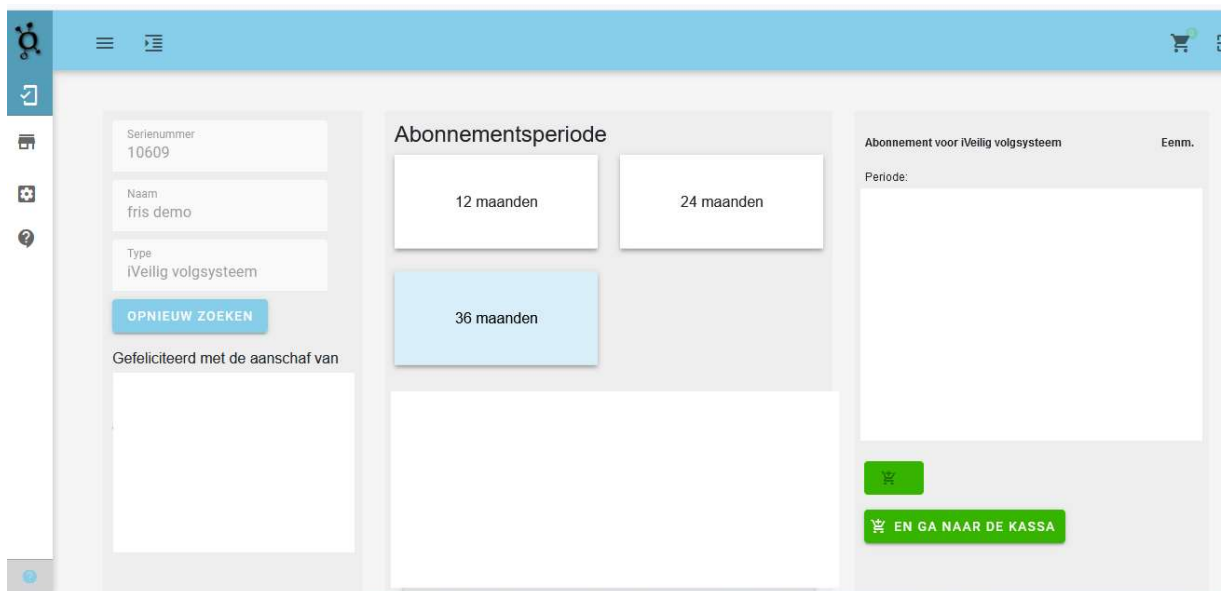 Serienummer
10609
Naam
fris demo
Type
iVeilig volgsysteem
OPNIEUW ZOEKEN
Gefeliciteerd met de aanschaf van
Abonnementsperiode
12 maanden
24 maanden
36 maanden
Abonnement voor iVeilig volgsysteem Eenm.
Periode:
EN GA NAAR DE KASSA